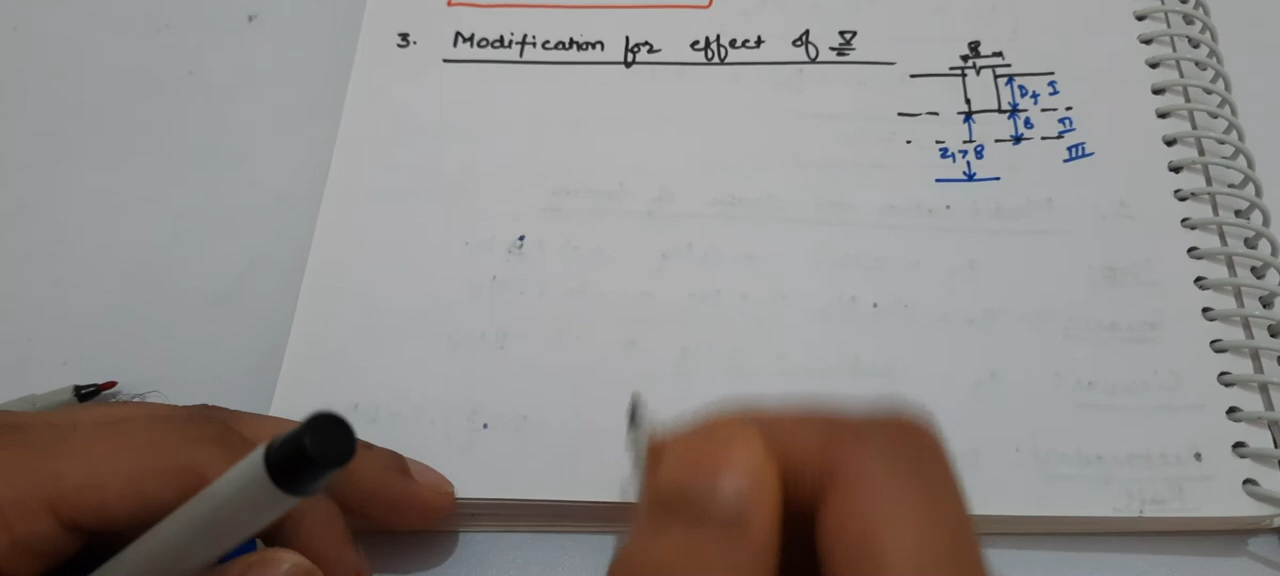 3. Modification for effect of
B
Df I
B II
Z1 > B III